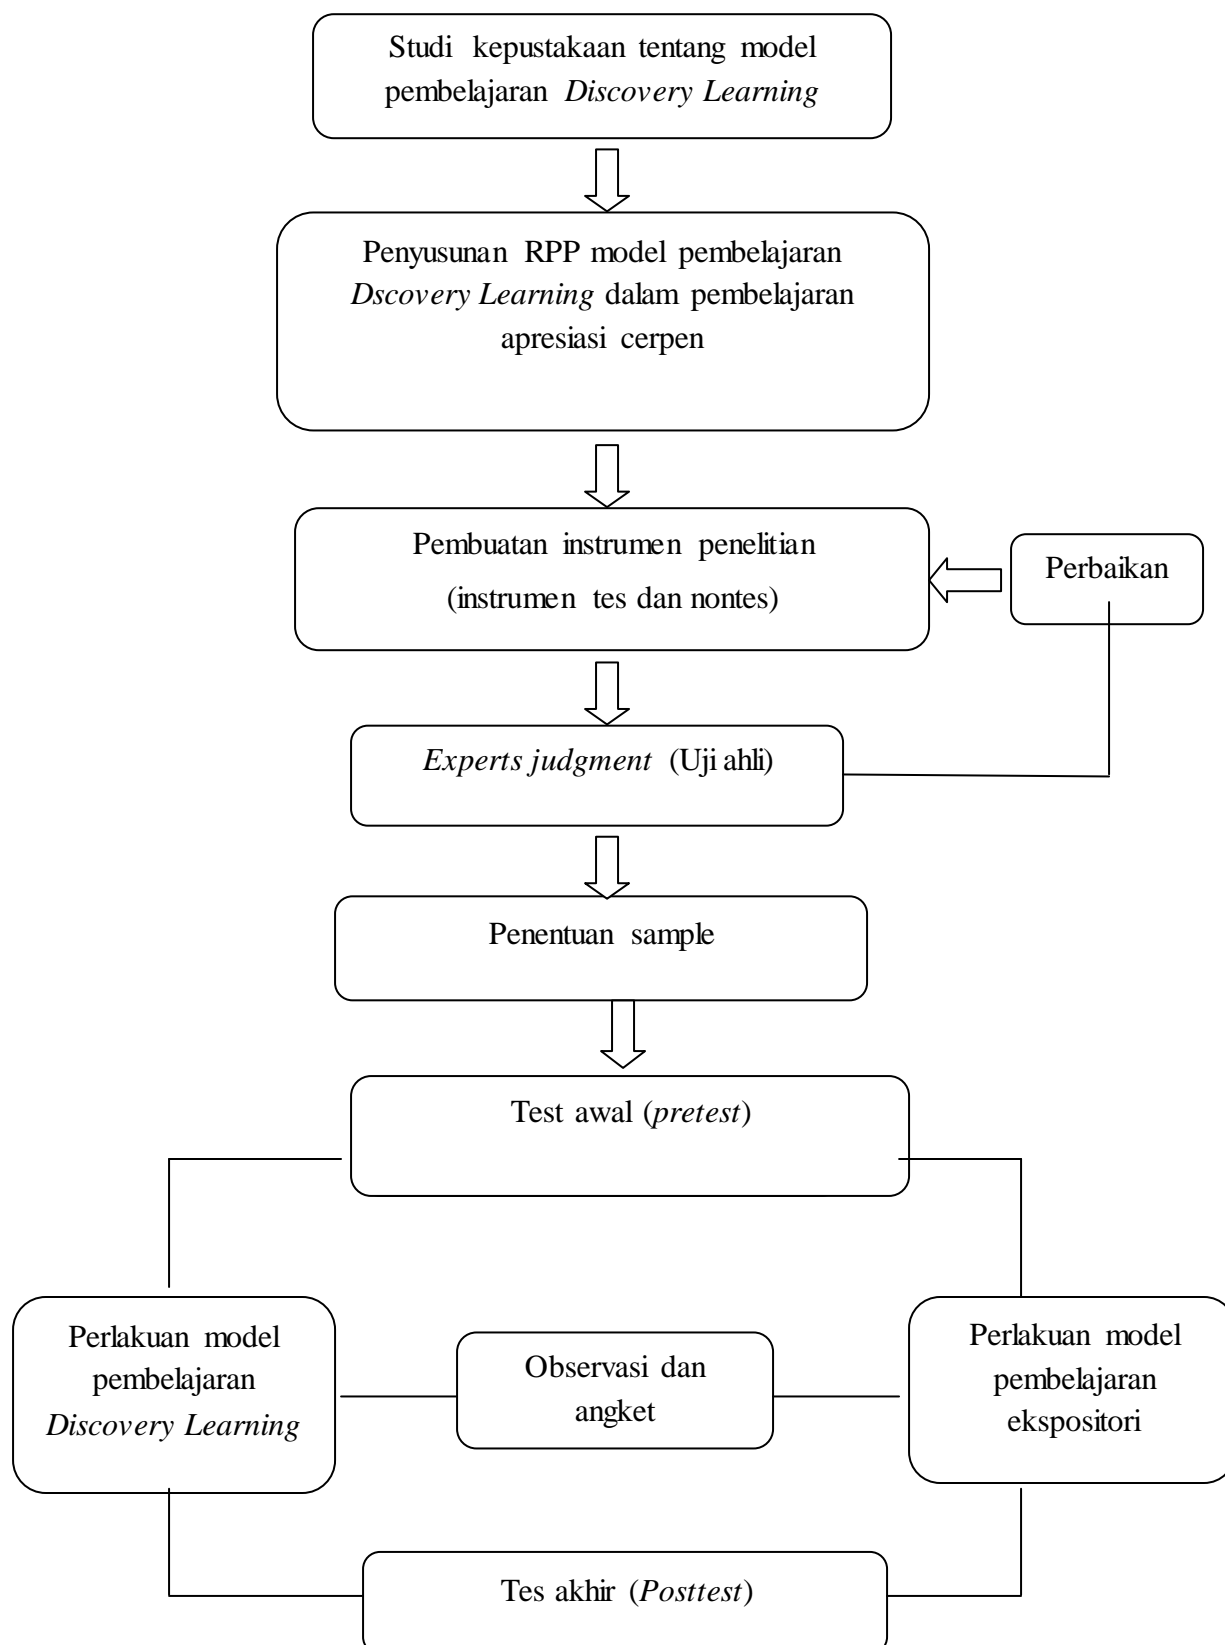 Studi kepustakaan tentang model
pembelajaran Discovery Learning
Penyusunan RPP model pembelajaran
Dscovery Learning dalam pembelajaran
apresiasi cerpen
Pembuatan instrumen penelitian
(instrumen tes dan nontes)
Perbaikan
Experts judgment (Uji ahli)
Penentuan sample
Test awal (pretest)
Perlakuan model
pembelajaran
Discovery Learning
Observasi dan
angket
Perlakuan model
pembelajaran
ekspositori
Tes akhir (Posttest)